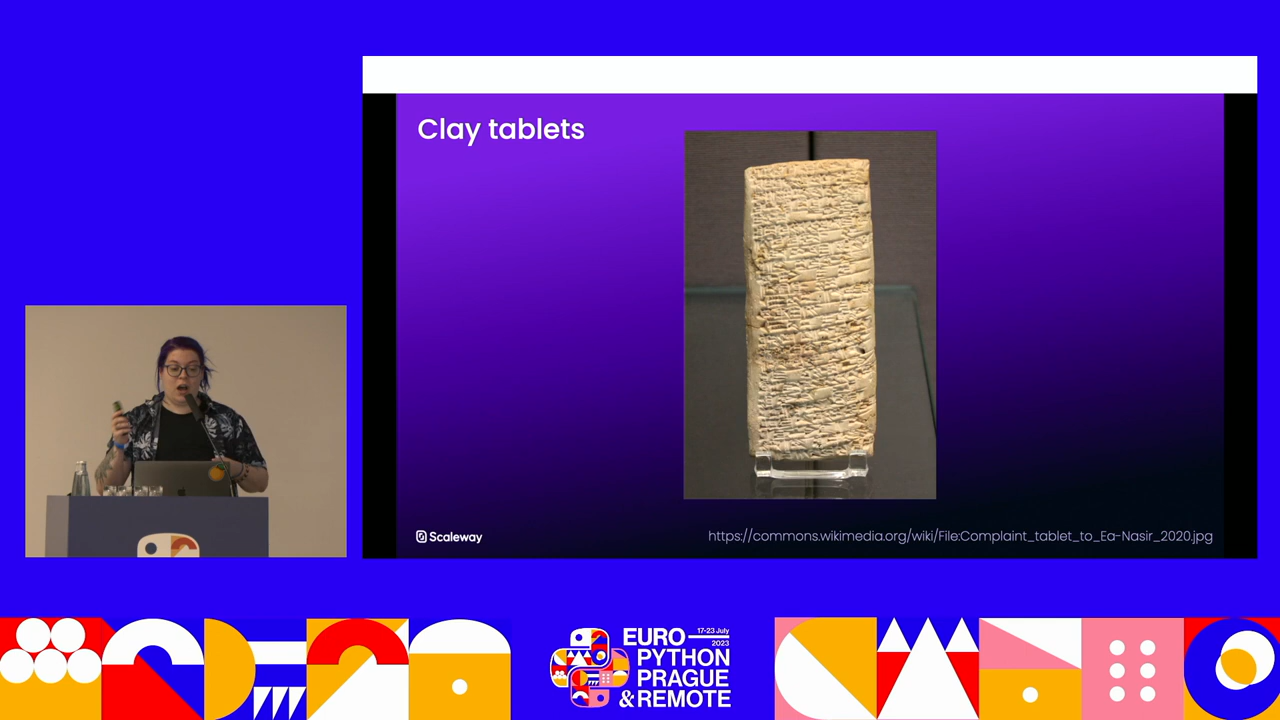 Clay tablets
Scaleway
https://commons.wikimedia.org/wiki/File:Complaint_tablet_to_Ea-Nasir_2020.jpg
EURO
17-23 July
2023
PYTHON
PRAGUE
& REMOTE